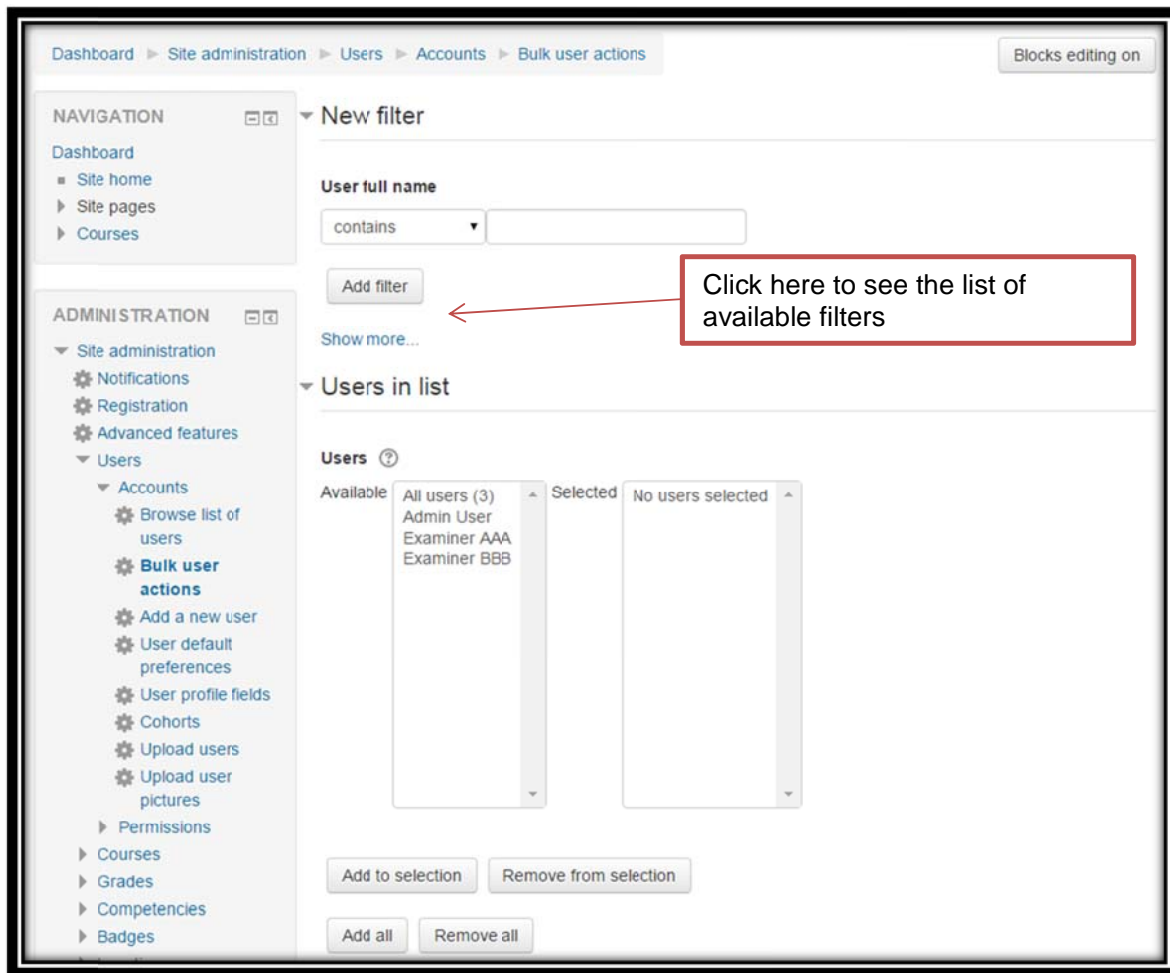 Dashboard ► Site administration ► Users ► Accounts ► Bulk user actions
Blocks editing on
NAVIGATION
Dashboard
Site home
Site pages
Courses
ADMINISTRATION
Site administration
Notifications
Registration
Advanced features
Users
Accounts
Browse list of
users
Bulk user
actions
Add a new user
User default
preferences
User profile fields
Cohorts
Upload users
Upload user
pictures
Permissions
Courses
Grades
Competencies
Badges
New filter
User full name
contains
Add filter
Click here to see the list of
available filters
Show more...
Users in list
Users
Available
All users (3)
Admin User
Examiner AAA
Examiner BBB
Selected
No users selected
Add to selection
Remove from selection
Add all
Remove all